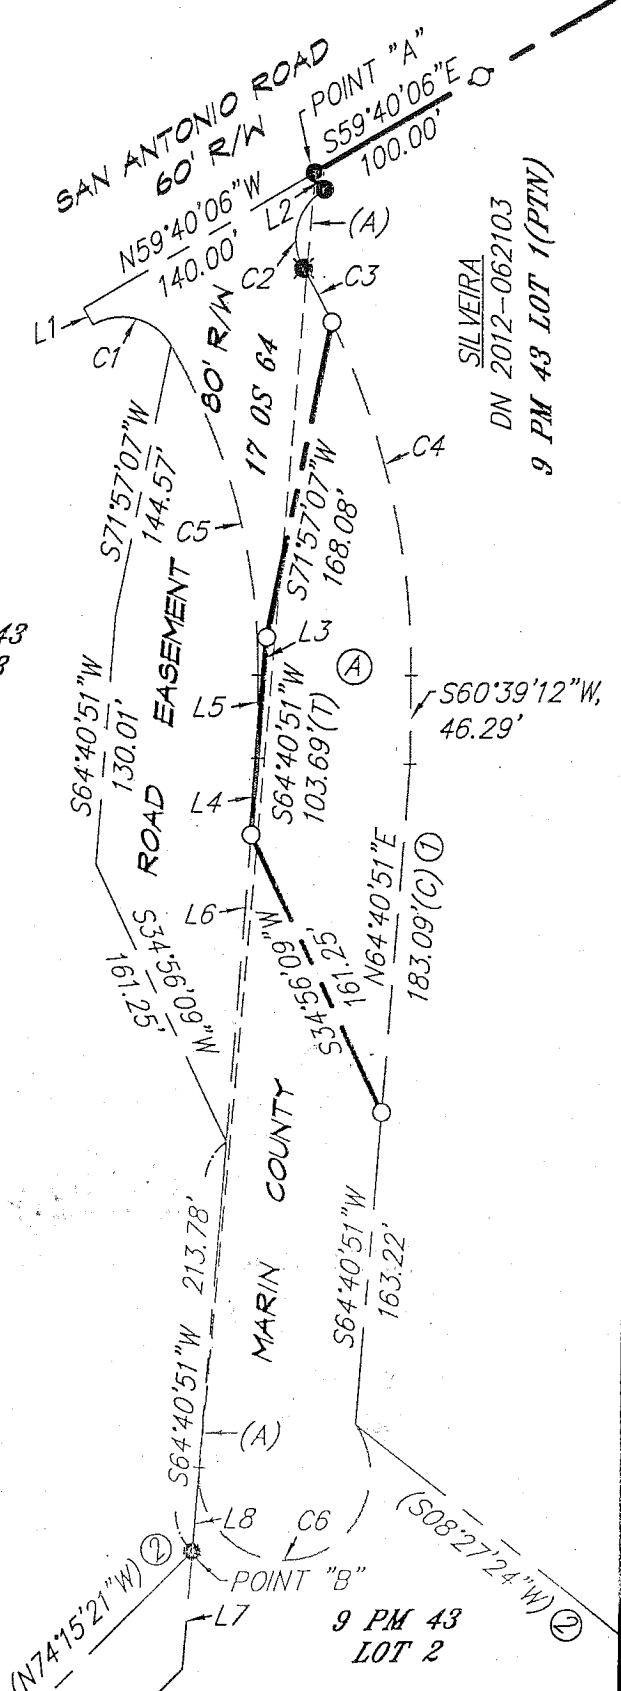 SAN ANTONIO ROAD
60' R/W
POINT "A"
S59°40'06"E
100.00'
N59°40'06"W
140.00'
L2
(A)
L1
C1
C2
C3
80' R/W
17 OS 64
SILVEIRA
DN 2012-062103
9 PM 43 LOT 1(PTN)
C4
S71°57'07"W
144.57'
C5
S71°57'07"W
168.08'
43
L3
A
S60°39'12"W,
46.29'
L5
S64°40'51"W
103.69'(T)
S64°40'51"W
130.01'
L4
ROAD EASEMENT
N64°40'51"E
183.09'(C) 1
L6
S34°56'09"W
161.25'
S34°56'09"W
161.25'
MARIN COUNTY
S64°40'51"W
163.22'
S64°40'51"W 213.78'
(A)
L8
C6
(S08°27'24"W) 2
(N74°15'21"W) 2
POINT "B"
L7
9 PM 43
LOT 2